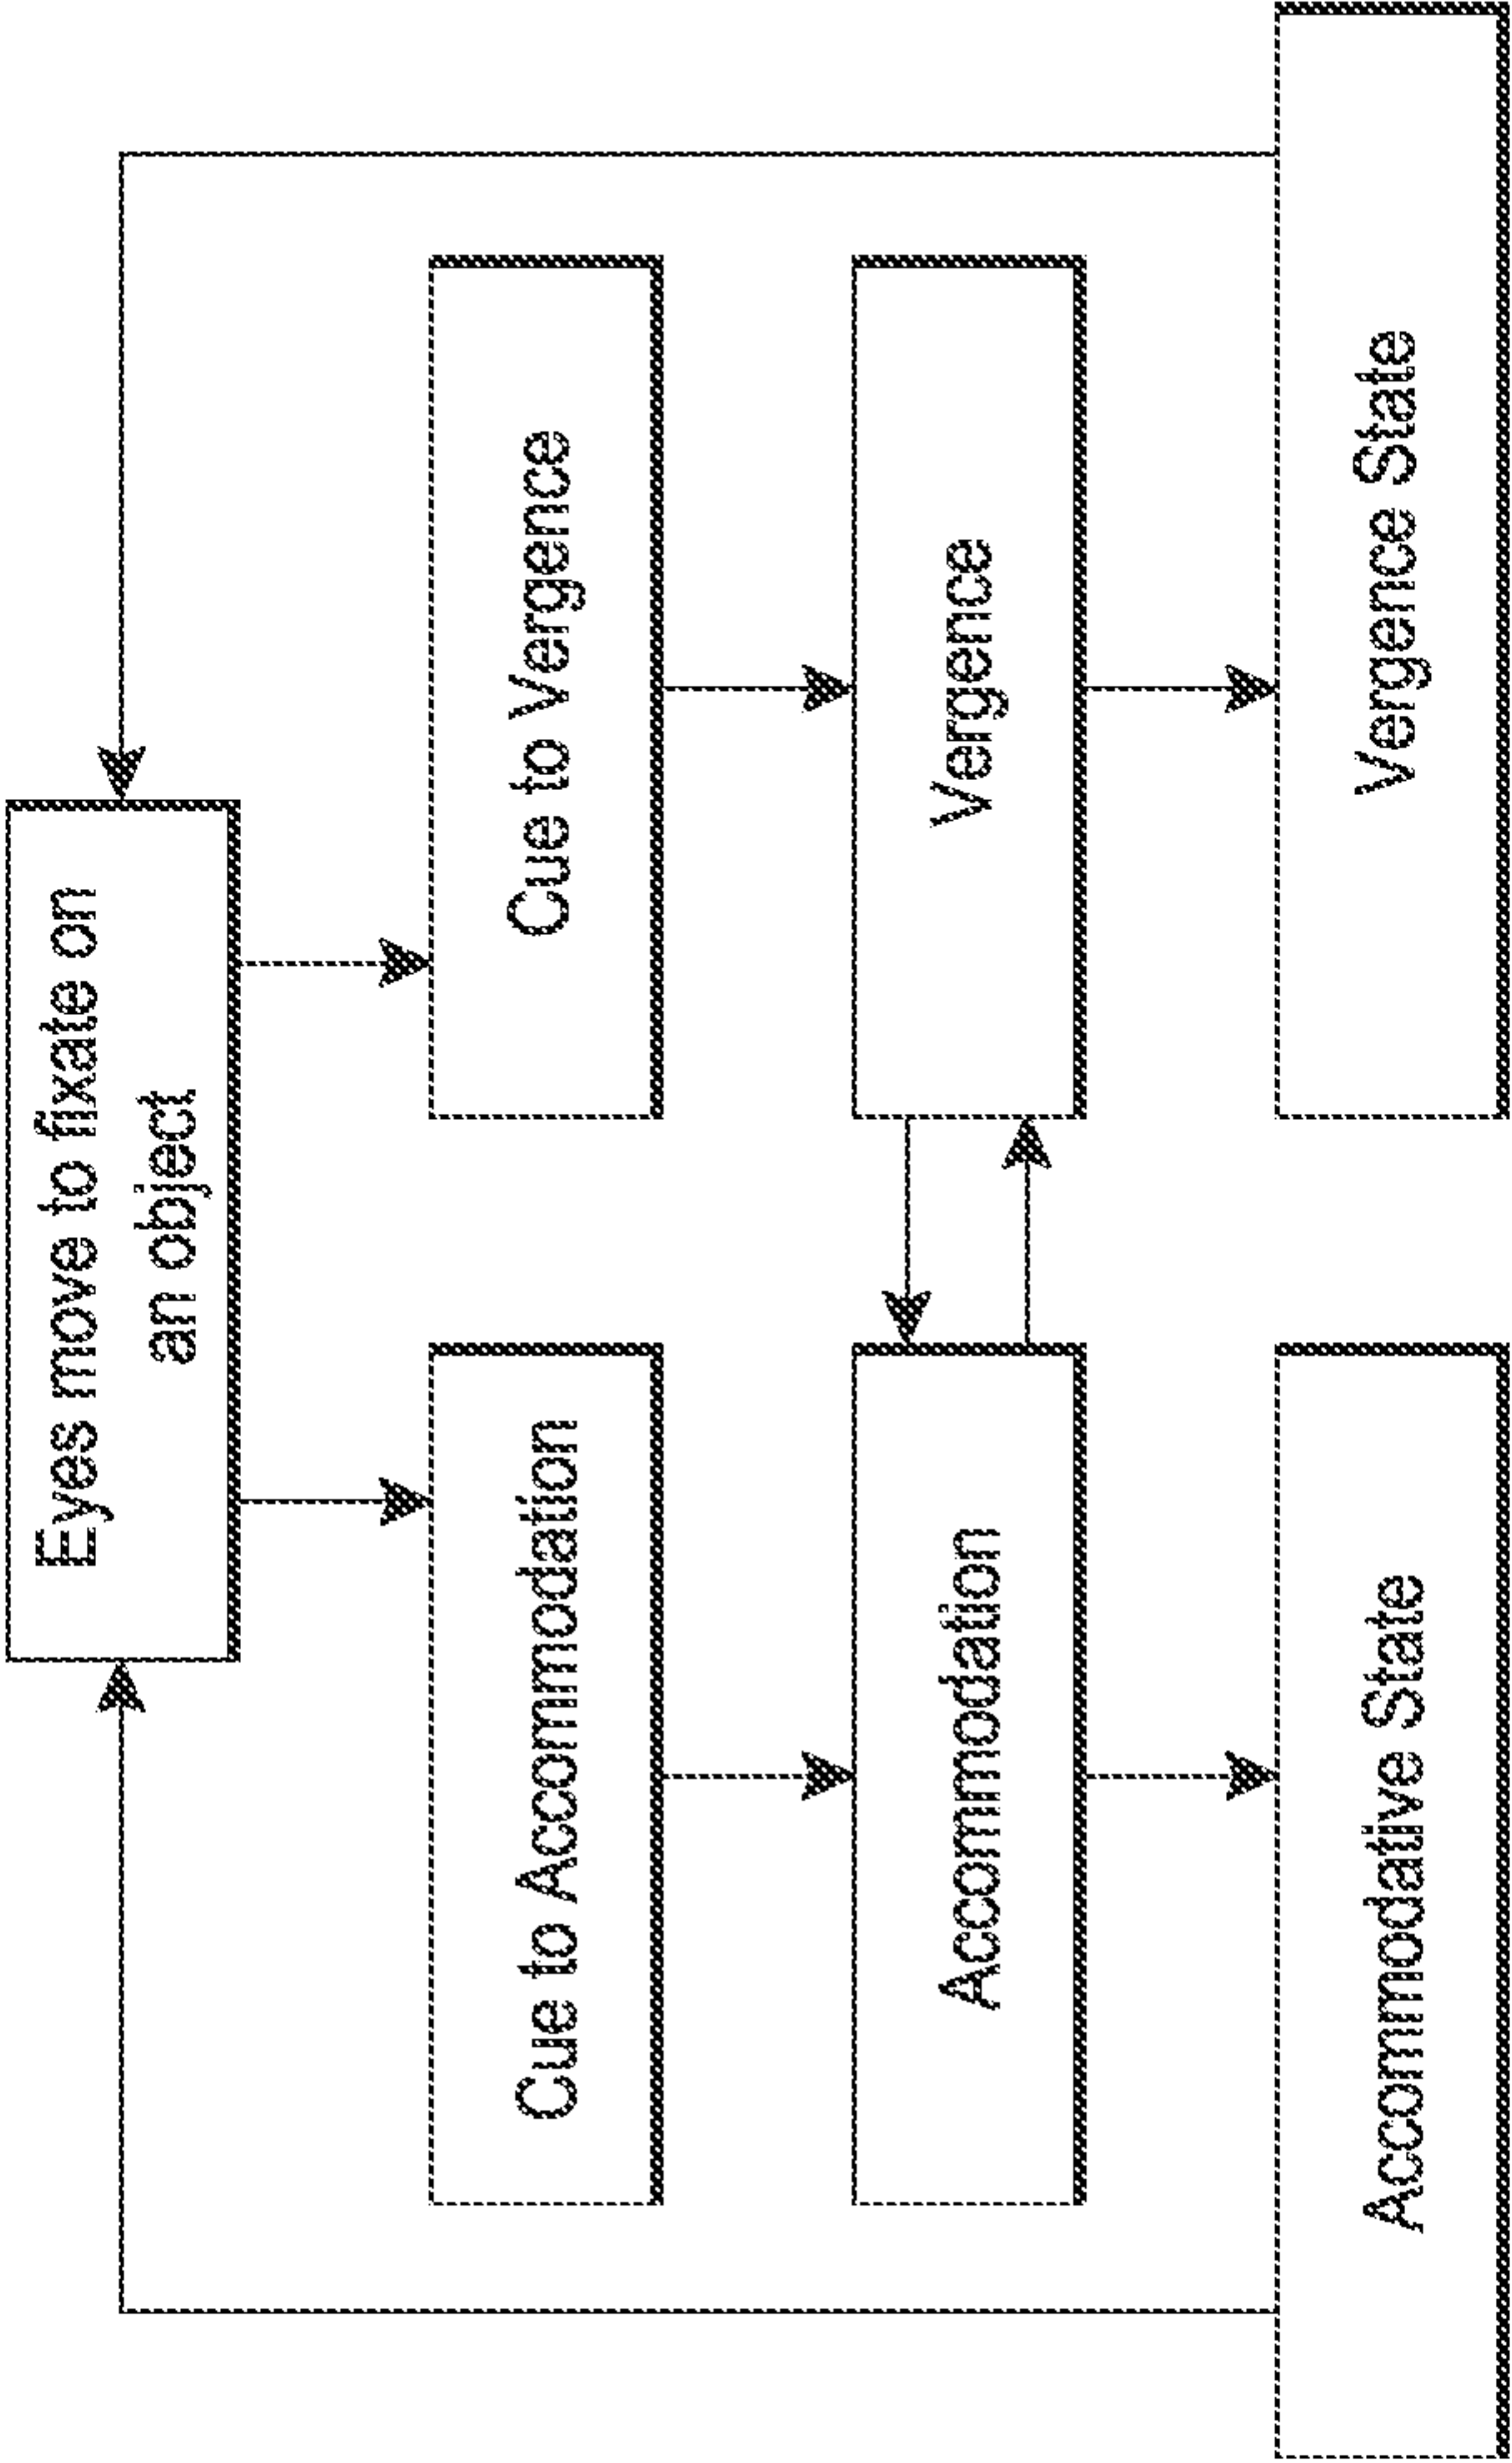 Eyes move to fixate on
an object
Cue to Accommodation
Cue to Vergence
Accommodation
Vergence
Accommodative State
Vergence State